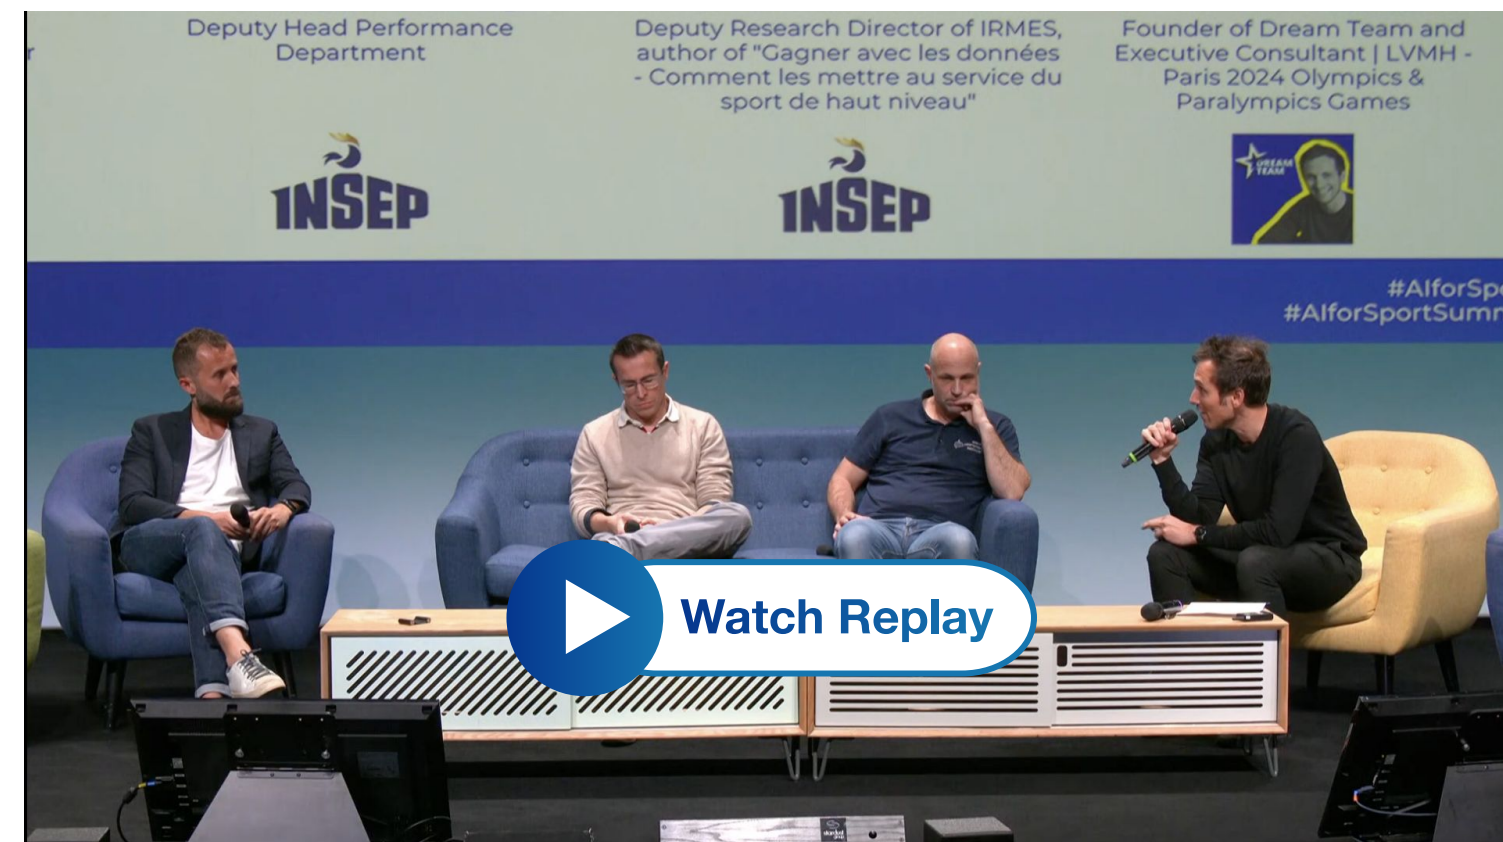 r
Deputy Head Performance
Department
INSEP
Deputy Research Director of IRMES,
author of "Gagner avec les données
- Comment les mettre au service du
sport de haut niveau"
INSEP
Founder of Dream Team and
Executive Consultant | LVMH -
Paris 2024 Olympics &
Paralympics Games
DREAM
TEAM
#AIforSpo
#AIforSportSumm
Watch Replay